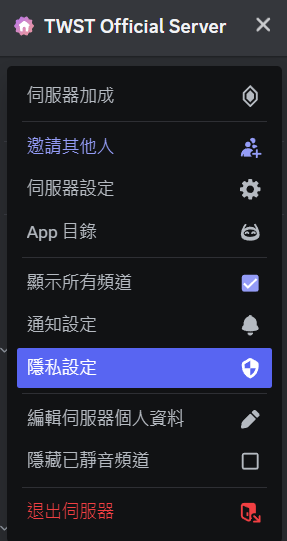 TWST Official Server
伺服器加成
邀請其他人
伺服器設定
App 目錄
顯示所有頻道
通知設定
隱私設定
編輯伺服器個人資料
隱藏已靜音頻道
退出伺服器